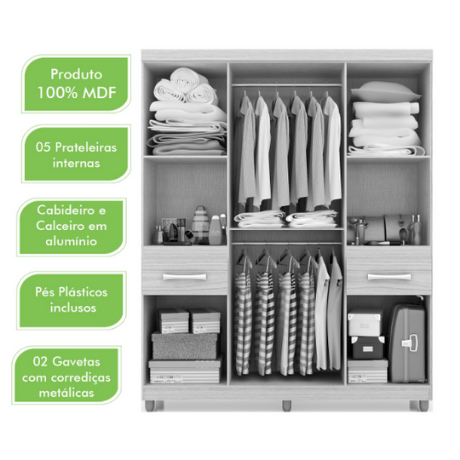 Produto
100% MDF
05 Prateleiras
internas
Cabideiro e
Calceiro em
alumínio
Pés Plásticos
inclusos
02 Gavetas
com corrediças
metálicas